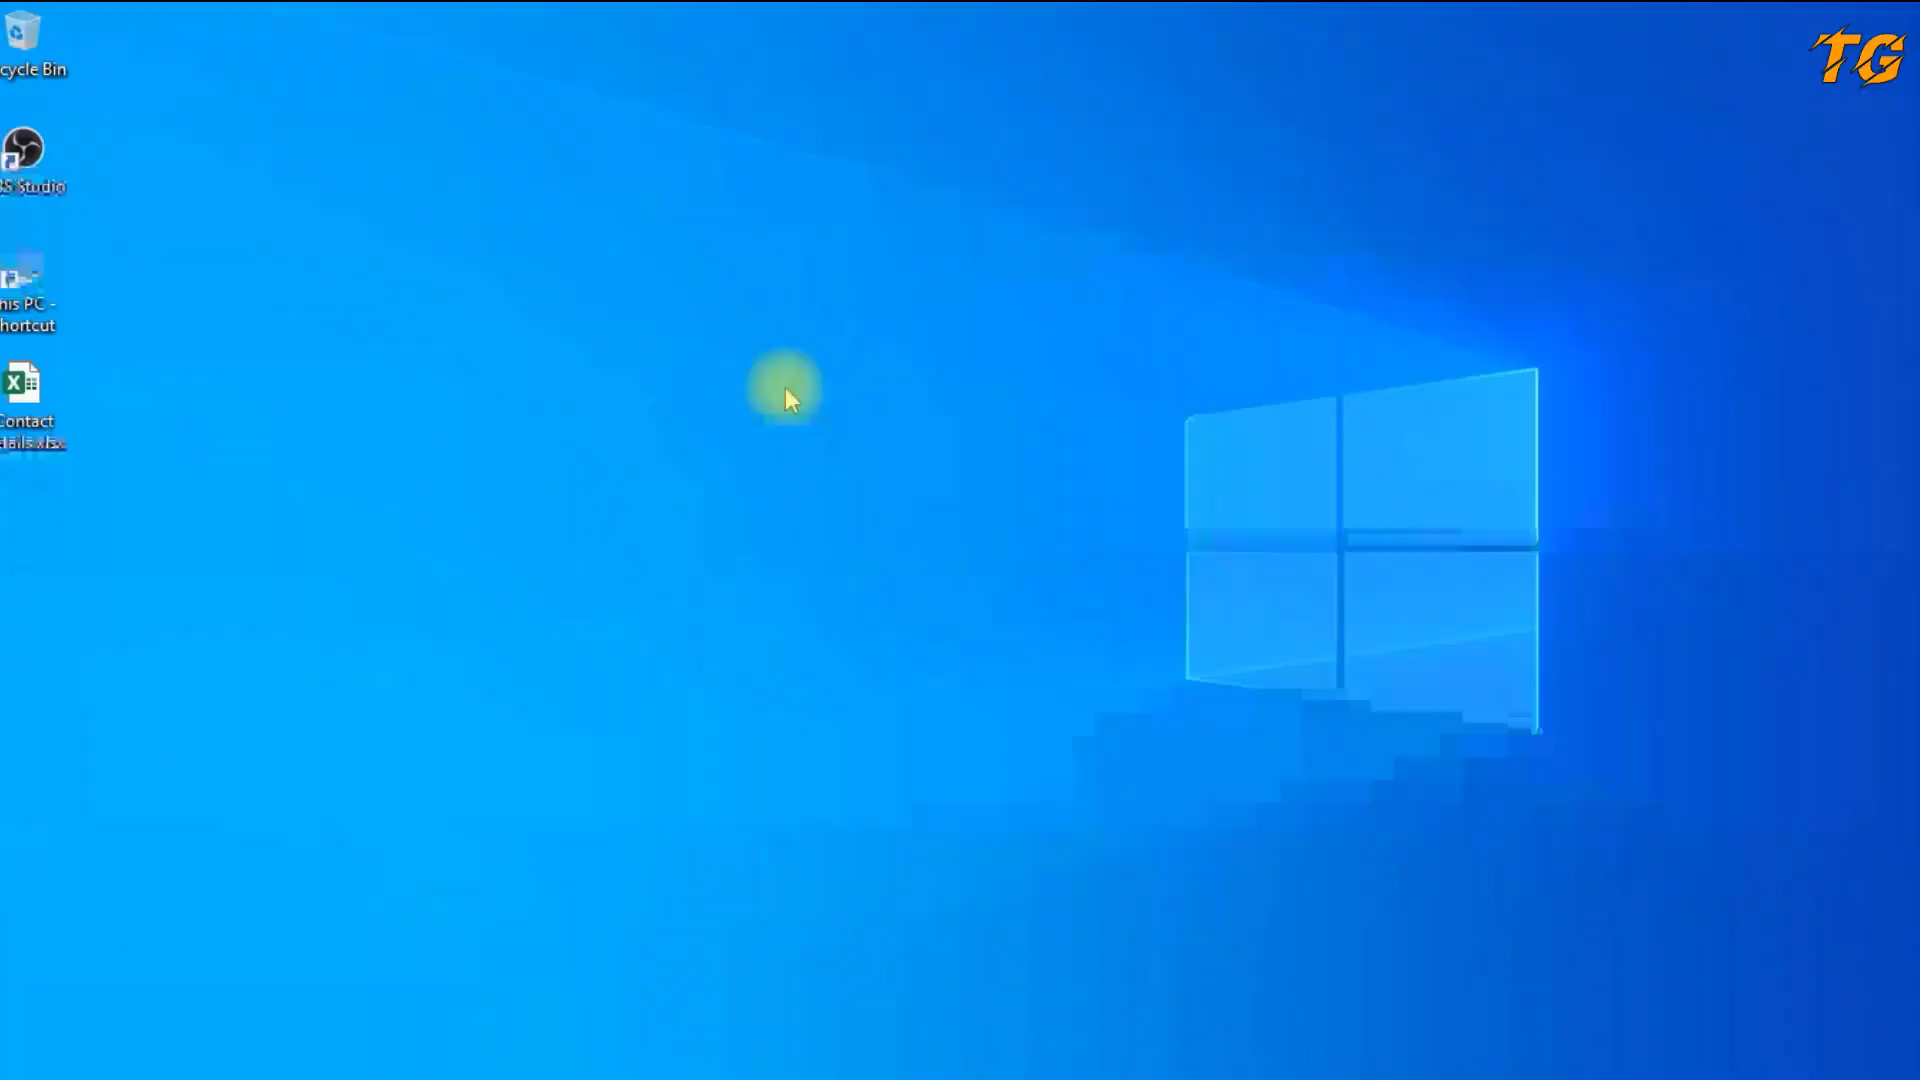 cycle Bin
S Studio
his PC -
hortcut
Contact
tails.xlsx
TG